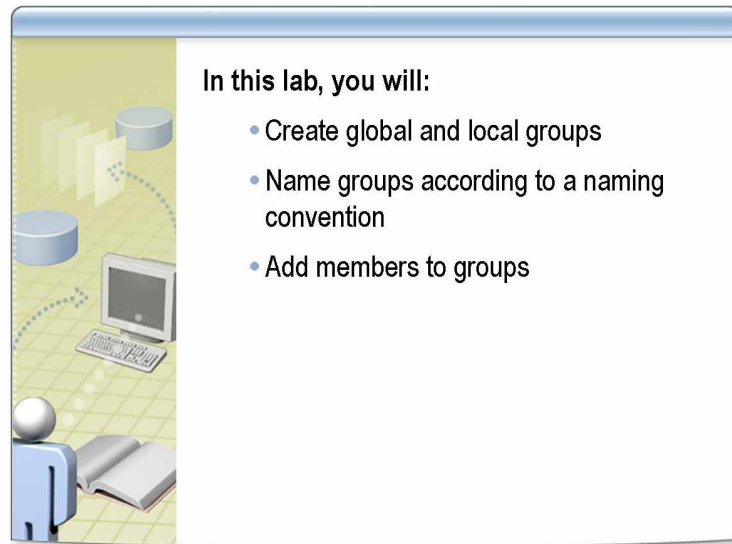 In this lab, you will:
• Create global and local groups
• Name groups according to a naming
convention
• Add members to groups